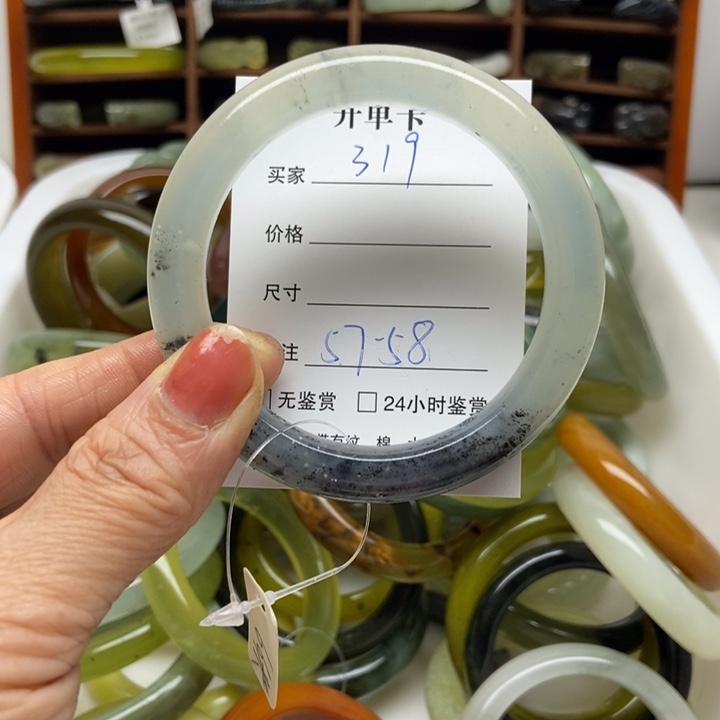 开单卡
买家 319
价格
尺寸
注 57-58
无鉴赏 □ 24小时鉴赏